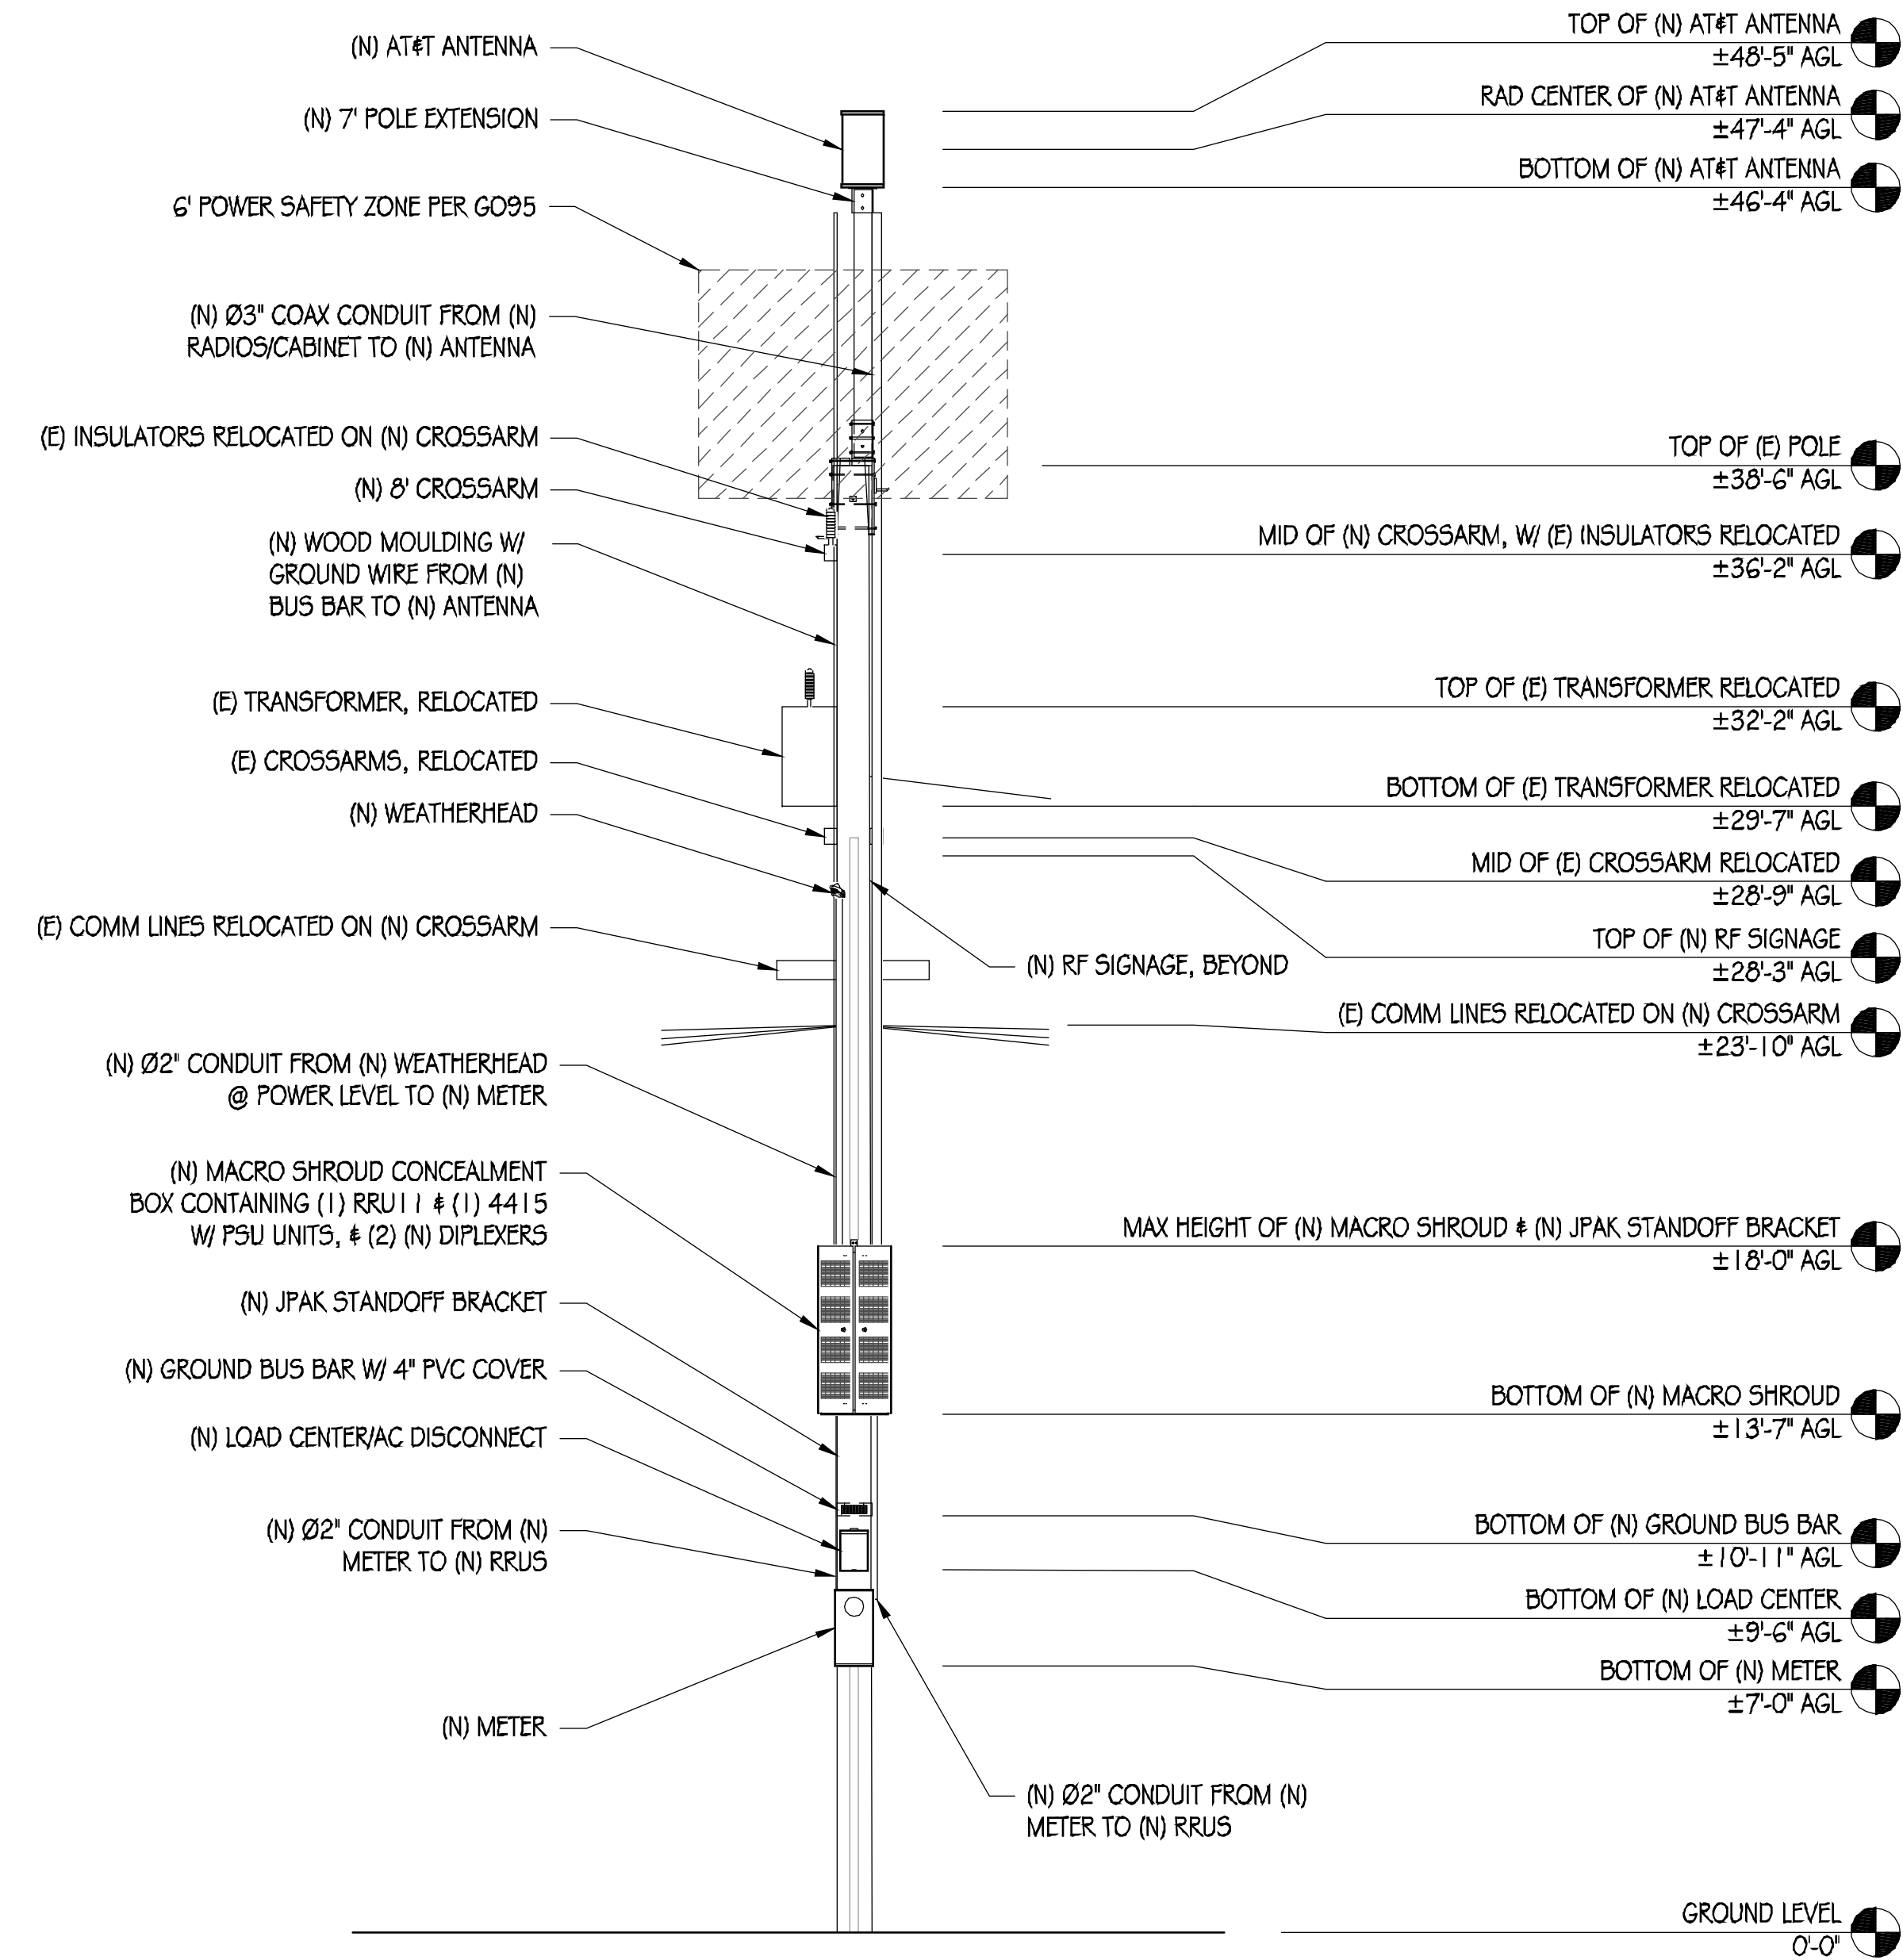 (N) AT&T ANTENNA
(N) 7' POLE EXTENSION
6' POWER SAFETY ZONE PER GO95
(N) Ø3" COAX CONDUIT FROM (N)
RADIOS/CABINET TO (N) ANTENNA
(E) INSULATORS RELOCATED ON (N) CROSSARM
(N) 8' CROSSARM
(N) WOOD MOULDING W/
GROUND WIRE FROM (N)
BUS BAR TO (N) ANTENNA
(E) TRANSFORMER, RELOCATED
(E) CROSSARMS, RELOCATED
(N) WEATHERHEAD
(E) COMM LINES RELOCATED ON (N) CROSSARM
(N) Ø2" CONDUIT FROM (N) WEATHERHEAD
@ POWER LEVEL TO (N) METER
(N) MACRO SHROUD CONCEALMENT
BOX CONTAINING (1) RRU11 & (1) 4415
W/ PSU UNITS, & (2) (N) DIPLEXERS
(N) JPAK STANDOFF BRACKET
(N) GROUND BUS BAR W/ 4" PVC COVER
(N) LOAD CENTER/AC DISCONNECT
(N) Ø2" CONDUIT FROM (N)
METER TO (N) RRUS
(N) METER
(N) RF SIGNAGE, BEYOND
(N) Ø2" CONDUIT FROM (N)
METER TO (N) RRUS
TOP OF (N) AT&T ANTENNA
±48'-5" AGL
RAD CENTER OF (N) AT&T ANTENNA
±47'-4" AGL
BOTTOM OF (N) AT&T ANTENNA
±46'-4" AGL
TOP OF (E) POLE
±38'-6" AGL
MID OF (N) CROSSARM, W/ (E) INSULATORS RELOCATED
±36'-2" AGL
TOP OF (E) TRANSFORMER RELOCATED
±32'-2" AGL
BOTTOM OF (E) TRANSFORMER RELOCATED
±29'-7" AGL
MID OF (E) CROSSARM RELOCATED
±28'-9" AGL
TOP OF (N) RF SIGNAGE
±28'-3" AGL
(E) COMM LINES RELOCATED ON (N) CROSSARM
±23'-10" AGL
MAX HEIGHT OF (N) MACRO SHROUD & (N) JPAK STANDOFF BRACKET
±18'-0" AGL
BOTTOM OF (N) MACRO SHROUD
±13'-7" AGL
BOTTOM OF (N) GROUND BUS BAR
±10'-11" AGL
BOTTOM OF (N) LOAD CENTER
±9'-6" AGL
BOTTOM OF (N) METER
±7'-0" AGL
GROUND LEVEL
0'-0"